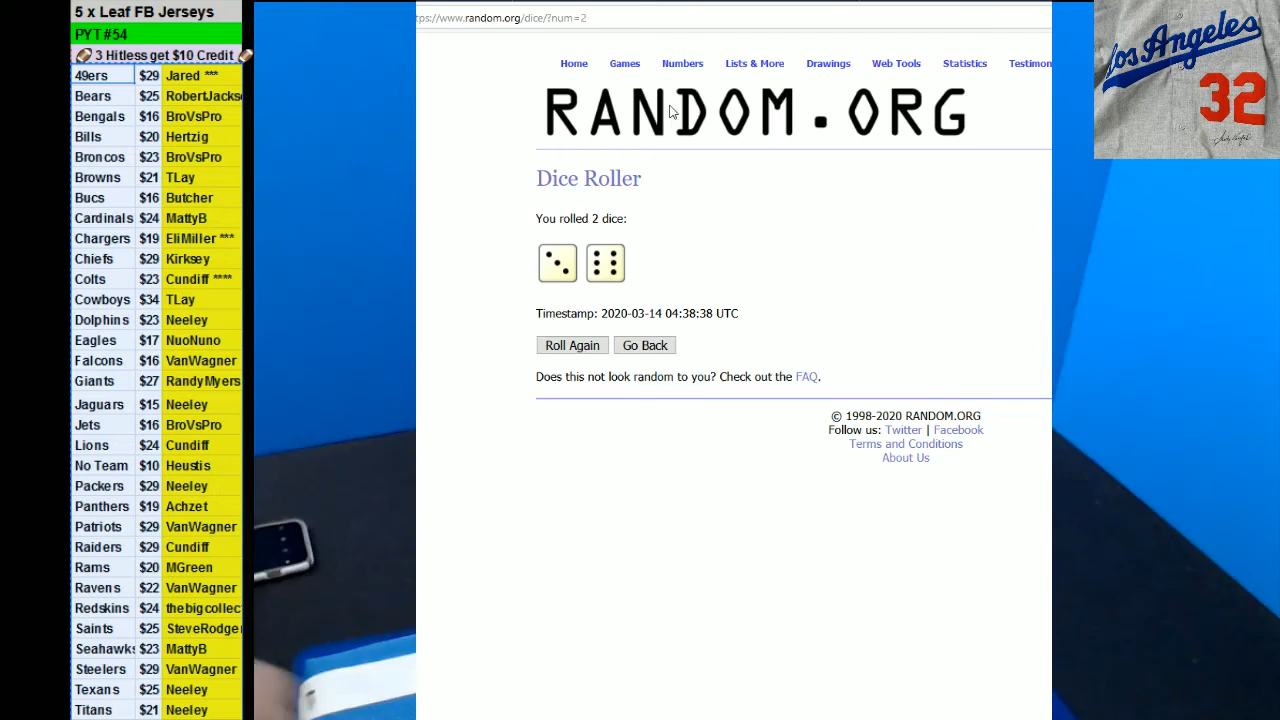 5 x Leaf FB Jerseys
PYT #54
3 Hitless get $10 Credit
49ers $29 Jared ***
Bears $25 RobertJackso
Bengals $16 BroVsPro
Bills $20 Hertzig
Broncos $23 BroVsPro
Browns $21 TLay
Bucs $16 Butcher
Cardinals $24 MattyB
Chargers $19 EliMiller ***
Chiefs $29 Kirksey
Colts $23 Cundiff ****
Cowboys $34 TLay
Dolphins $23 Neeley
Eagles $17 NuoNuno
Falcons $16 VanWagner
Giants $27 RandyMyers
Jaguars $15 Neeley
Jets $16 BroVsPro
Lions $24 Cundiff
No Team $10 Heustis
Packers $29 Neeley
Panthers $19 Achzet
Patriots $29 VanWagner
Raiders $29 Cundiff
Rams $20 MGreen
Ravens $22 VanWagner
Redskins $24 thebigcollec
Saints $25 SteveRodge
Seahawks $23 MattyB
Steelers $29 VanWagner
Texans $25 Neeley
Titans $21 Neeley
tps://www.random.org/dice/?num=2
Home Games Numbers Lists & More Drawings Web Tools Statistics Testimon
RANDOM.ORG
Dice Roller
You rolled 2 dice:
Timestamp: 2020-03-14 04:38:38 UTC
Roll Again Go Back
Does this not look random to you? Check out the FAQ.
© 1998-2020 RANDOM.ORG
Follow us: Twitter | Facebook
Terms and Conditions
About Us
Los Angeles
32